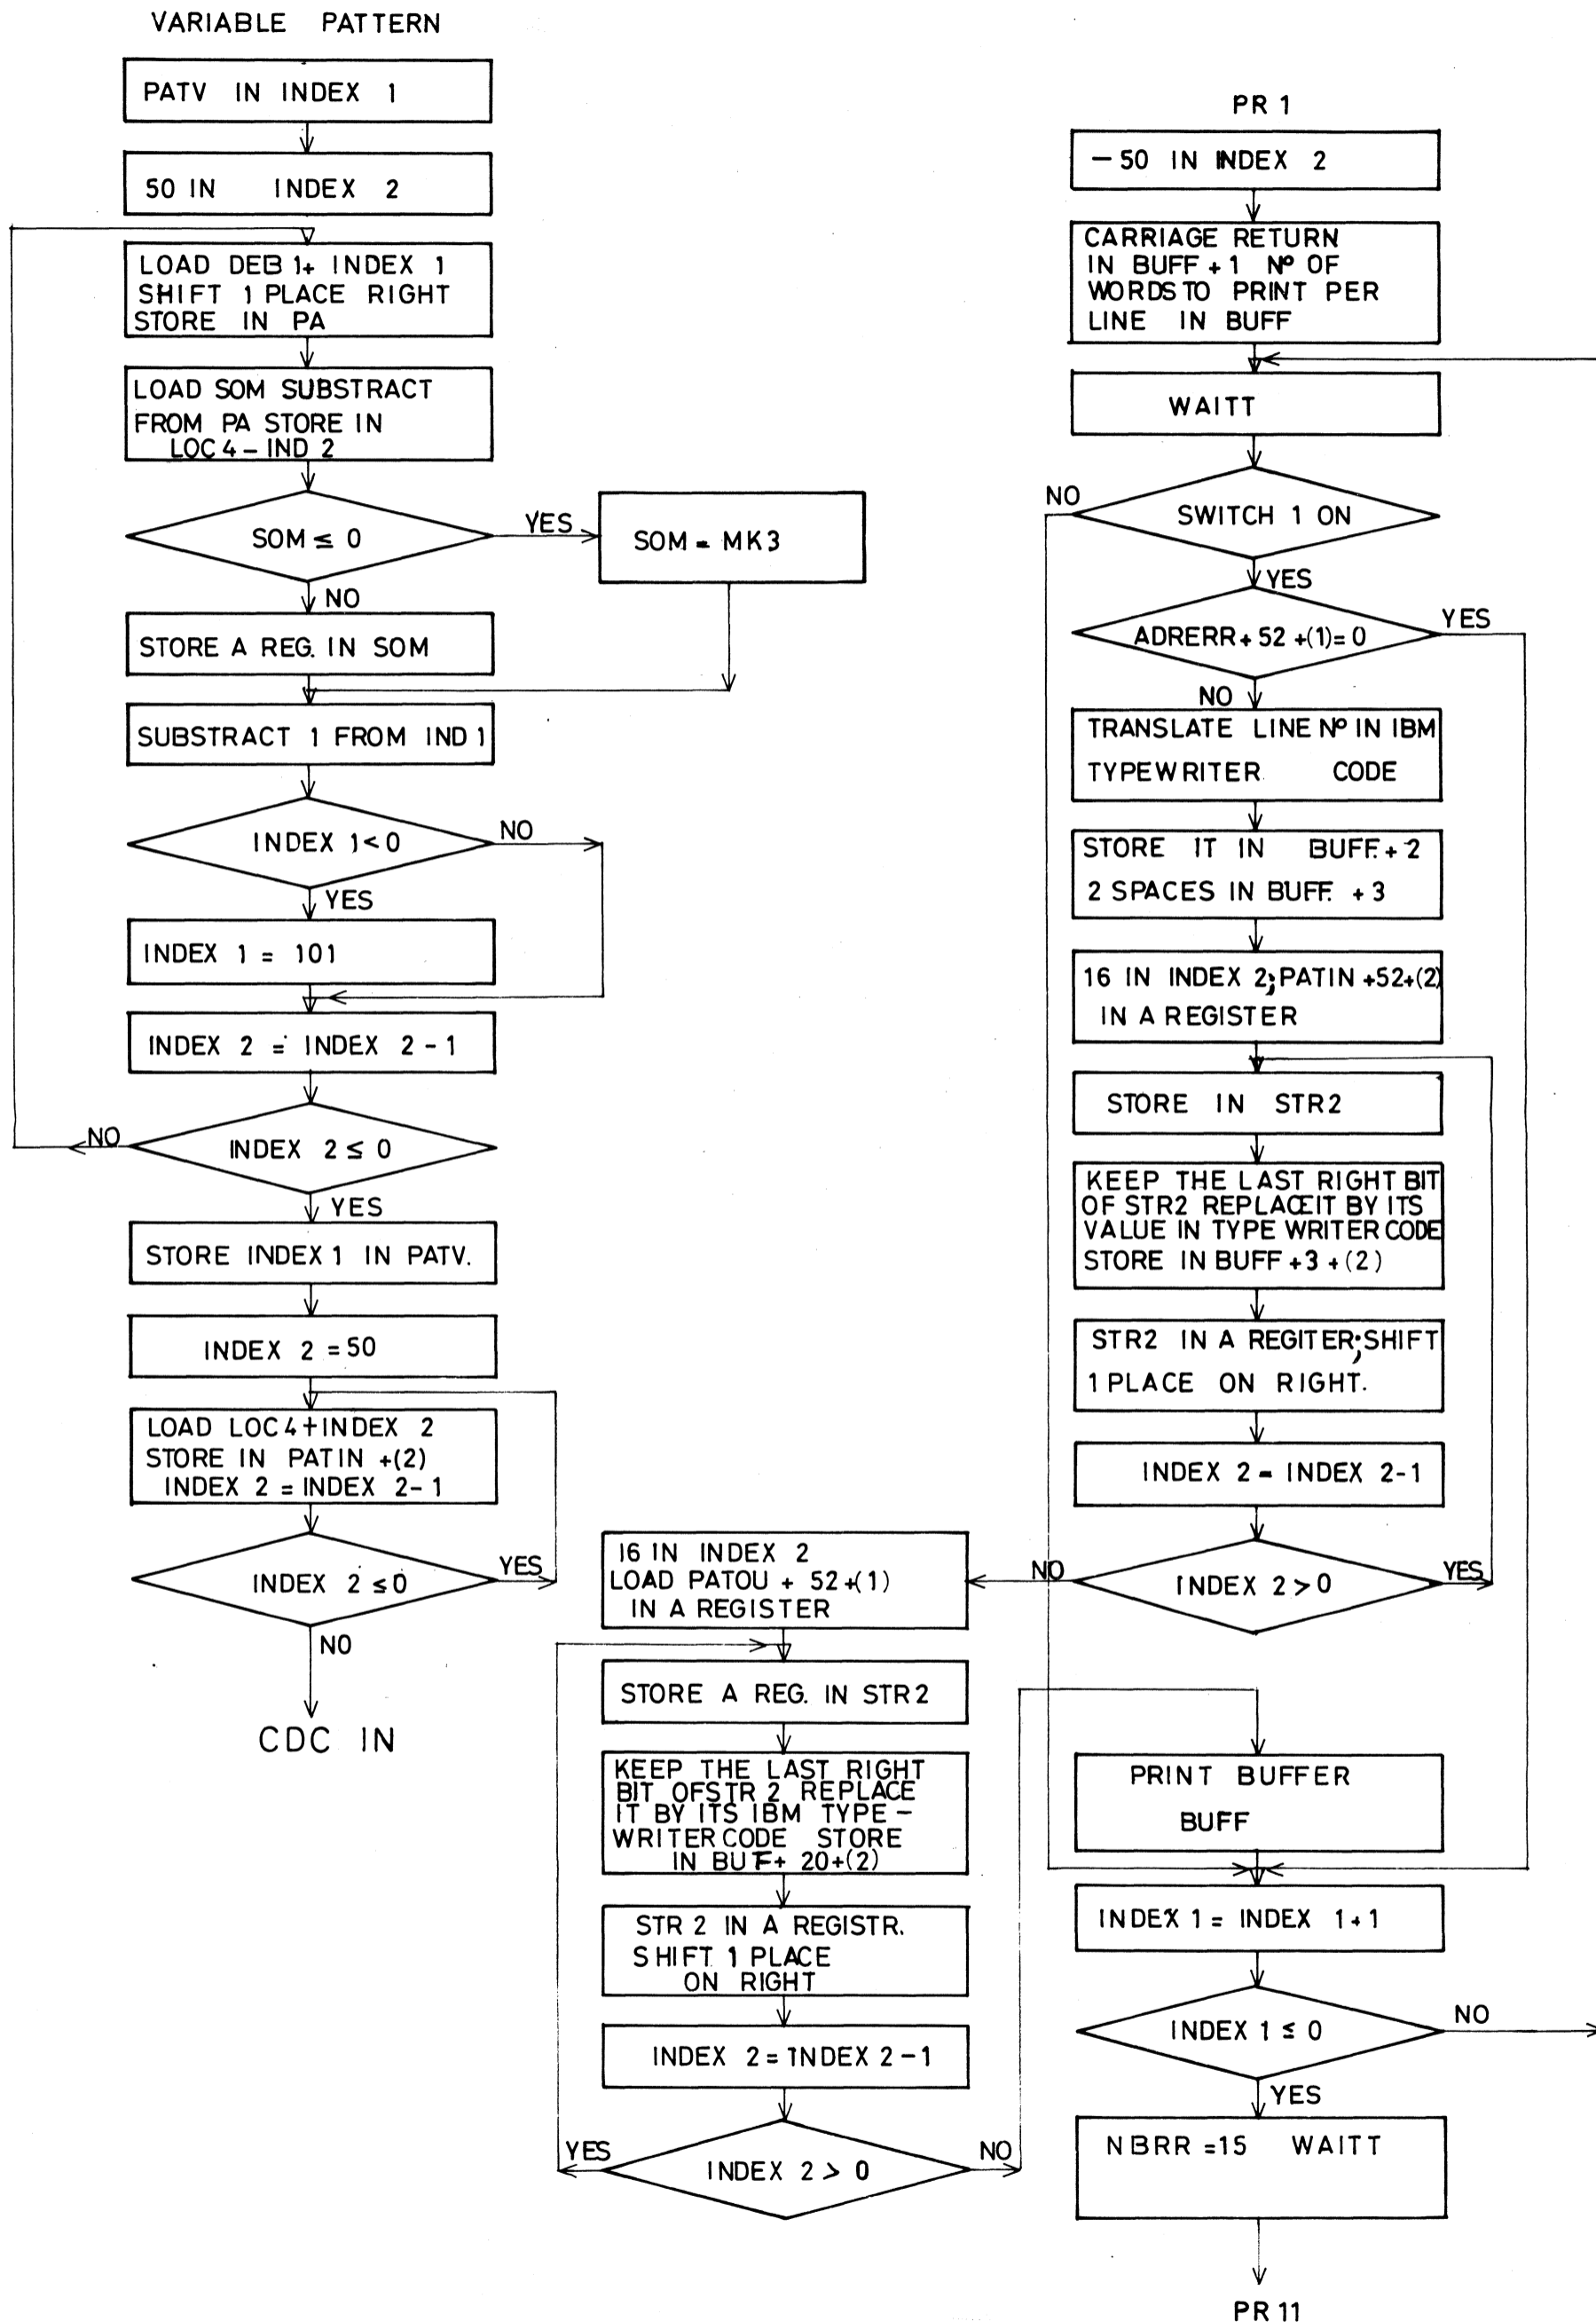 VARIABLE PATTERN
PATV IN INDEX 1
50 IN INDEX 2
LOAD DEB 1+ INDEX 1
SHIFT 1 PLACE RIGHT
STORE IN PA
LOAD SOM SUBSTRACT
FROM PA STORE IN
LOC 4 - IND 2
SOM ≤ 0
YES
SOM = MK3
NO
STORE A REG. IN SOM
SUBSTRACT 1 FROM IND 1
INDEX 1 < 0
NO
YES
INDEX 1 = 101
INDEX 2 = INDEX 2 - 1
NO
INDEX 2 ≤ 0
YES
STORE INDEX 1 IN PATV.
INDEX 2 = 50
LOAD LOC 4 + INDEX 2
STORE IN PATIN +(2)
INDEX 2 = INDEX 2 - 1
INDEX 2 ≤ 0
YES
NO
CDC IN
16 IN INDEX 2
LOAD PATOU + 52 +(1)
IN A REGISTER
STORE A REG. IN STR 2
KEEP THE LAST RIGHT
BIT OF STR 2 REPLACE
IT BY ITS IBM TYPE -
WRITER CODE STORE
IN BUF + 20 +(2)
STR 2 IN A REGISTR.
SHIFT 1 PLACE
ON RIGHT
INDEX 2 = INDEX 2 - 1
YES
INDEX 2 > 0
NO
PR 1
- 50 IN INDEX 2
CARRIAGE RETURN
IN BUFF + 1 Nº OF
WORDS TO PRINT PER
LINE IN BUFF
WAITT
NO
SWITCH 1 ON
YES
ADRERR + 52 +(1) = 0
YES
NO
TRANSLATE LINE Nº IN IBM
TYPEWRITER CODE
STORE IT IN BUFF. + 2
2 SPACES IN BUFF. + 3
16 IN INDEX 2; PATIN +52+(2)
IN A REGISTER
STORE IN STR2
KEEP THE LAST RIGHT BIT
OF STR2 REPLACE IT BY ITS
VALUE IN TYPE WRITER CODE
STORE IN BUFF +3 +(2)
STR2 IN A REGITER; SHIFT
1 PLACE ON RIGHT.
INDEX 2 = INDEX 2-1
NO
INDEX 2 > 0
YES
PRINT BUFFER
BUFF
INDEX 1 = INDEX 1+1
INDEX 1 ≤ 0
NO
YES
NBRR =15 WAITT
PR 11